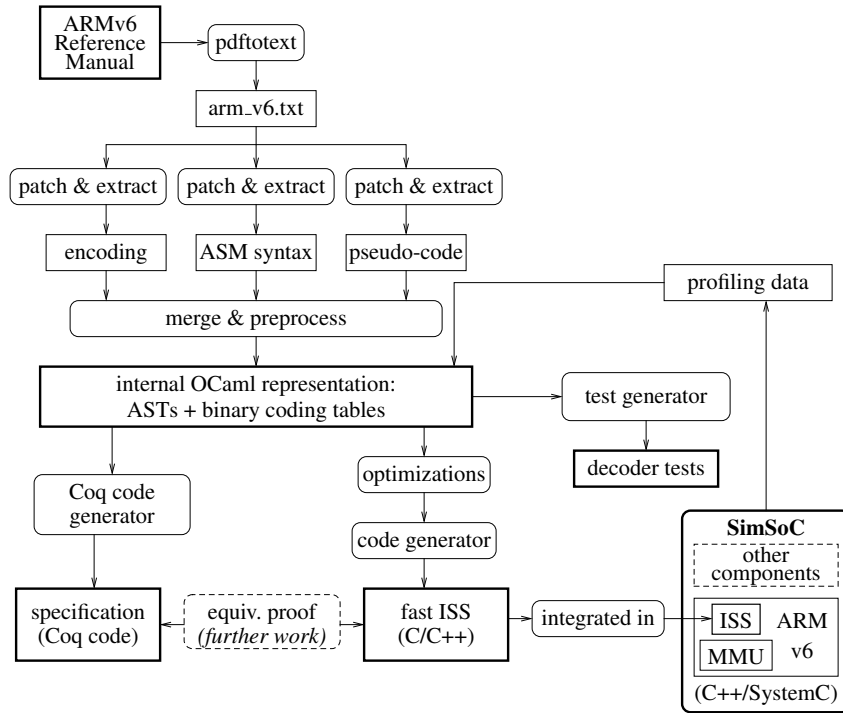 ARMv6
Reference
Manual
pdftotext
arm_v6.txt
patch & extract
patch & extract
patch & extract
encoding
ASM syntax
pseudo-code
profiling data
merge & preprocess
internal OCaml representation:
ASTs + binary coding tables
test generator
decoder tests
optimizations
Coq code
generator
code generator
SimSoC
other
components
specification
(Coq code)
equiv. proof
(further work)
fast ISS
(C/C++)
integrated in
ISS
MMU
ARM
v6
(C++/SystemC)